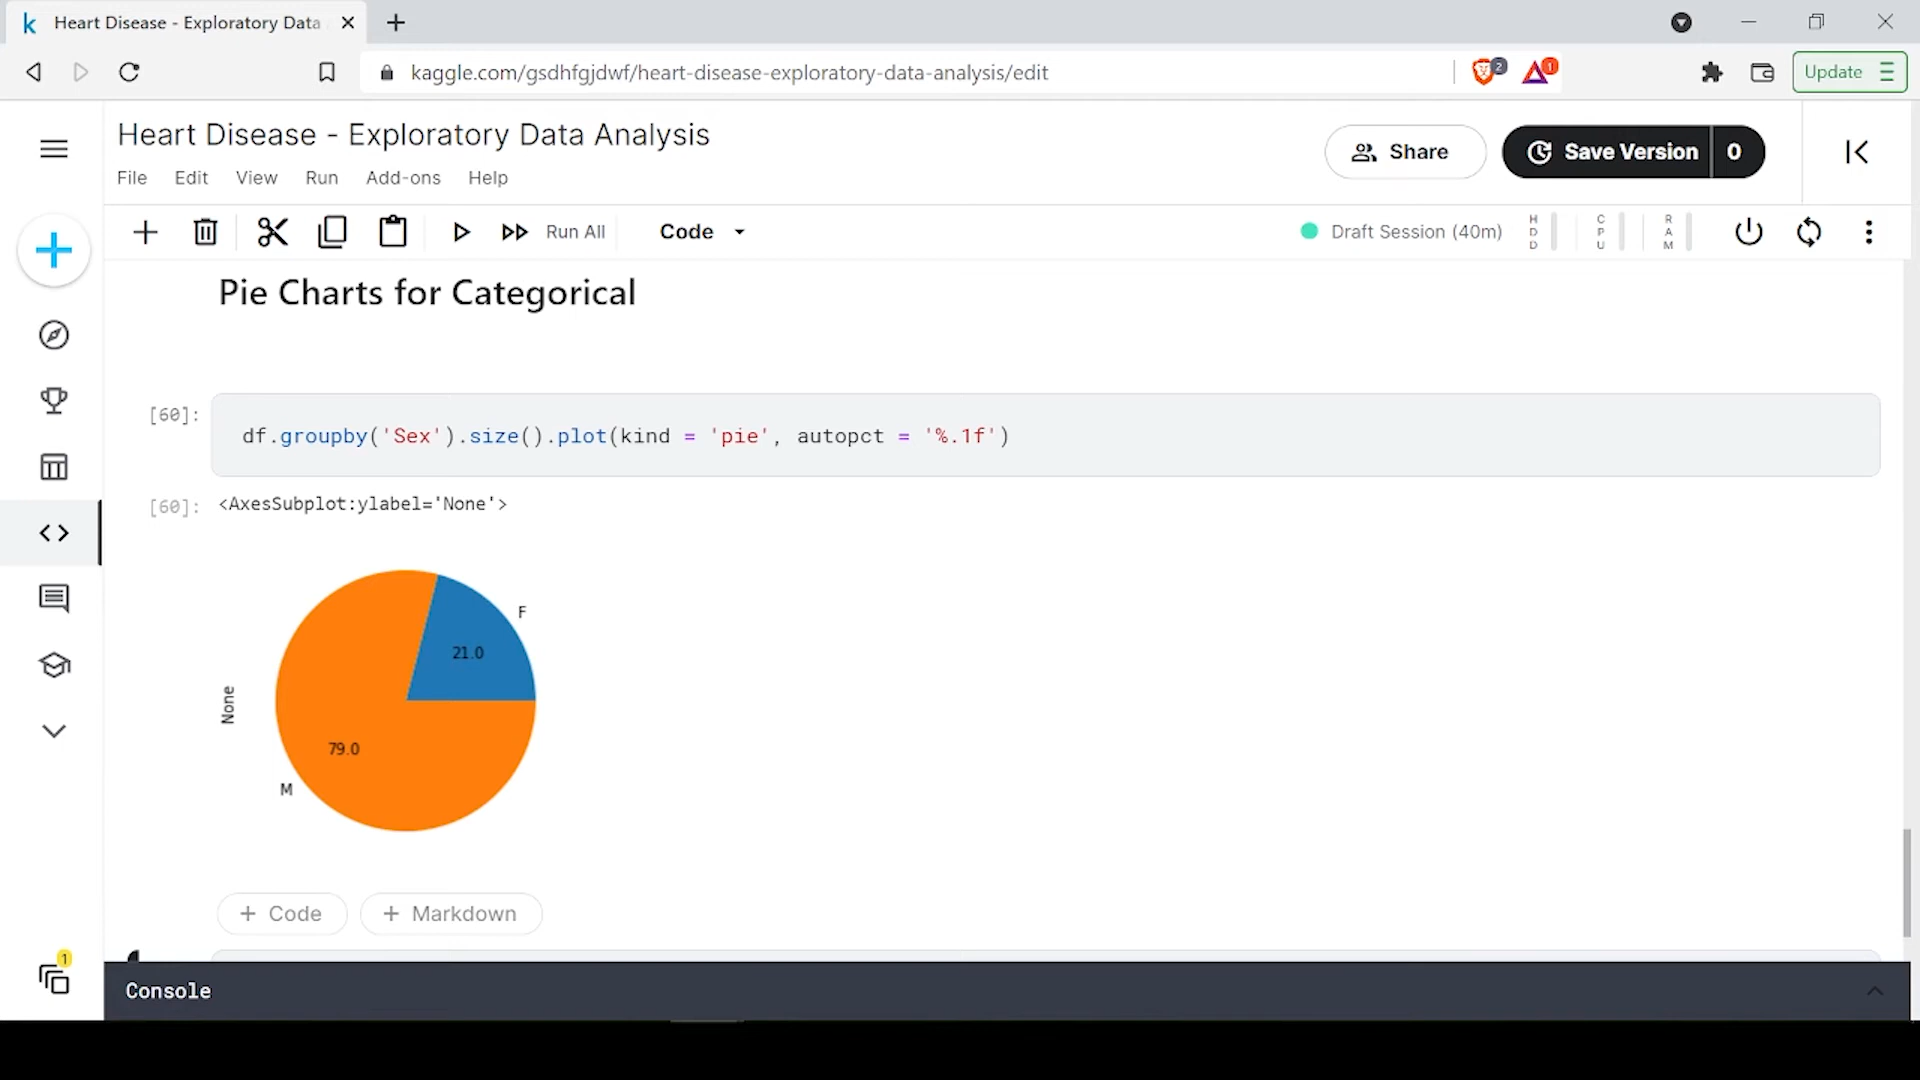 Heart Disease - Exploratory Data
kaggle.com/gsdhfgjdwf/heart-disease-exploratory-data-analysis/edit
2
1
Update
Heart Disease - Exploratory Data Analysis
File Edit View Run Add-ons Help
Share
Save Version 0
Run All
Code
Draft Session (40m)
HDD
CPU
RAM
Pie Charts for Categorical
[60]:
df.groupby('Sex').size().plot(kind = 'pie', autopct = '%.1f')
[60]: <AxesSubplot:ylabel='None'>
F
21.0
None
79.0
M
+ Code + Markdown
1
Console